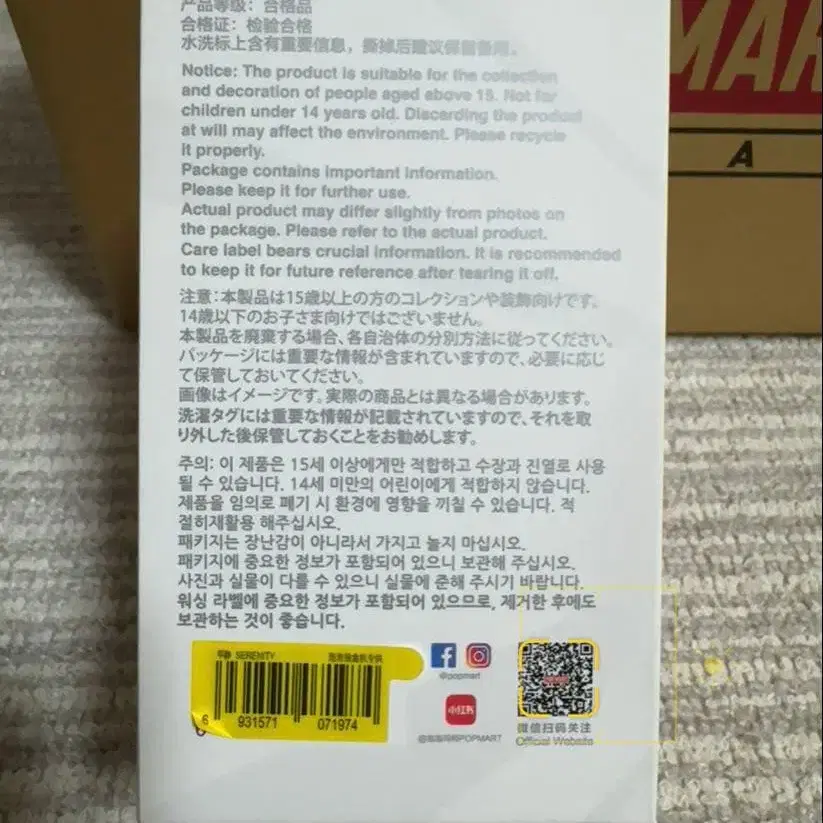 产品等级：合格品
合格证：检验合格
水洗标上含有重要信息，撕掉后建议保留备用。
Notice: The product is suitable for the collection
and decoration of people aged above 15. Not for
children under 14 years old. Discarding the product
at will may affect the environment. Please recycle
it properly.
Package contains important information.
Please keep it for further use.
Actual product may differ slightly from photos on
the package. Please refer to the actual product.
Care label bears crucial information. It is recommended
to keep it for future reference after tearing it off.
注意：本製品は15歳以上の方のコレクションや装飾向けです。
14歳以下のお子さま向けではございません。
本製品を廃棄する場合、各自治体の分別方法に従ってください。
パッケージには重要な情報が含まれていますので、必要に応じ
て保管しておいてください。
画像はイメージです。実際の商品とは異なる場合があります。
洗濯タグには重要な情報が記載されていますので、それを取
り外した後保管しておくことをお勧めします。
주의: 이 제품은 15세 이상에게만 적합하고 수장과 진열로 사용
될 수 있습니다. 14세 미만의 어린이에게 적합하지 않습니다.
제품을 임의로 폐기 시 환경에 영향을 끼칠 수 있습니다. 적
절히재활용 해주십시오.
패키지는 장난감이 아니라서 가지고 놀지 마십시오.
패키지에 중요한 정보가 포함되어 있으니 보관해 주십시오.
사진과 실물이 다를 수 있으니 실물에 준해 주시기 바랍니다.
워싱 라벨에 중요한 정보가 포함되어 있으므로, 제거한 후에도
보관하는 것이 좋습니다.
SERENITY
6 931571 071974
@popmart
小红书
@泡泡玛特POPMART
微信扫码关注
Official Website
MAR
A